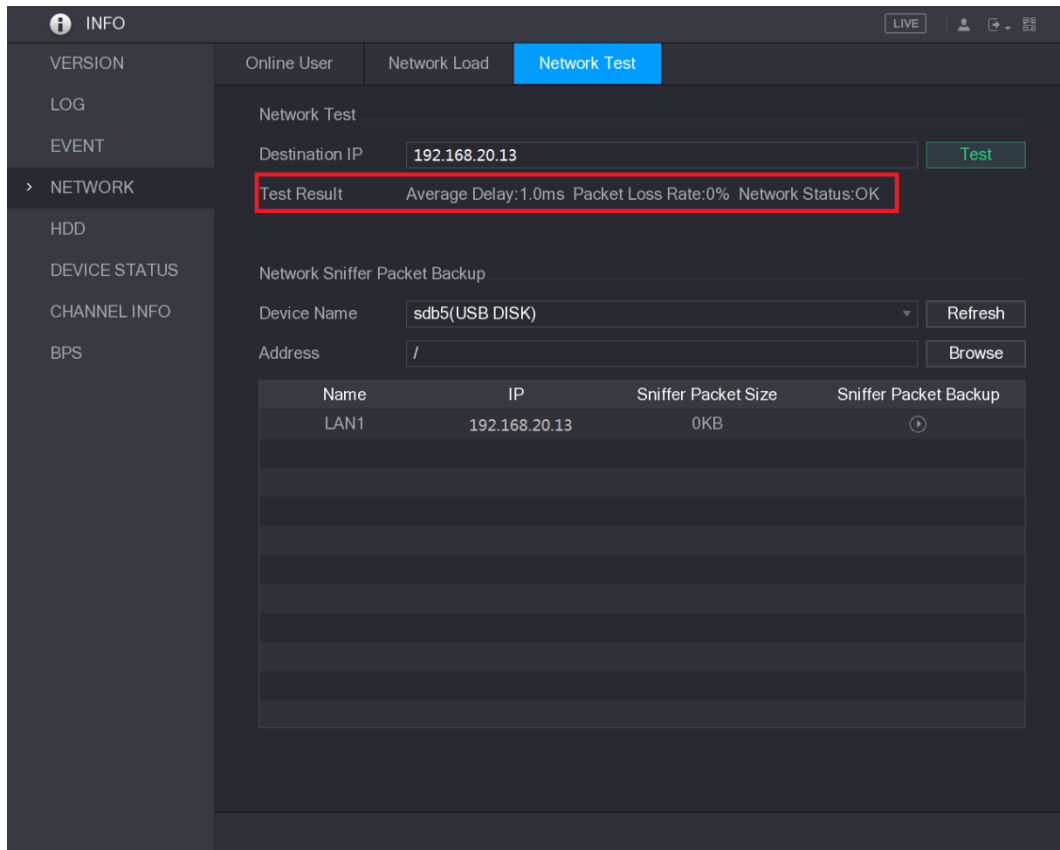 INFO
LIVE
VERSION
LOG
EVENT
NETWORK
HDD
DEVICE STATUS
CHANNEL INFO
BPS
Online User Network Load Network Test
Network Test
Destination IP 192.168.20.13 Test
Test Result Average Delay:1.0ms Packet Loss Rate:0% Network Status:OK
Network Sniffer Packet Backup
Device Name sdb5(USB DISK) Refresh
Address / Browse
Name IP Sniffer Packet Size Sniffer Packet Backup
LAN1 192.168.20.13 0KB